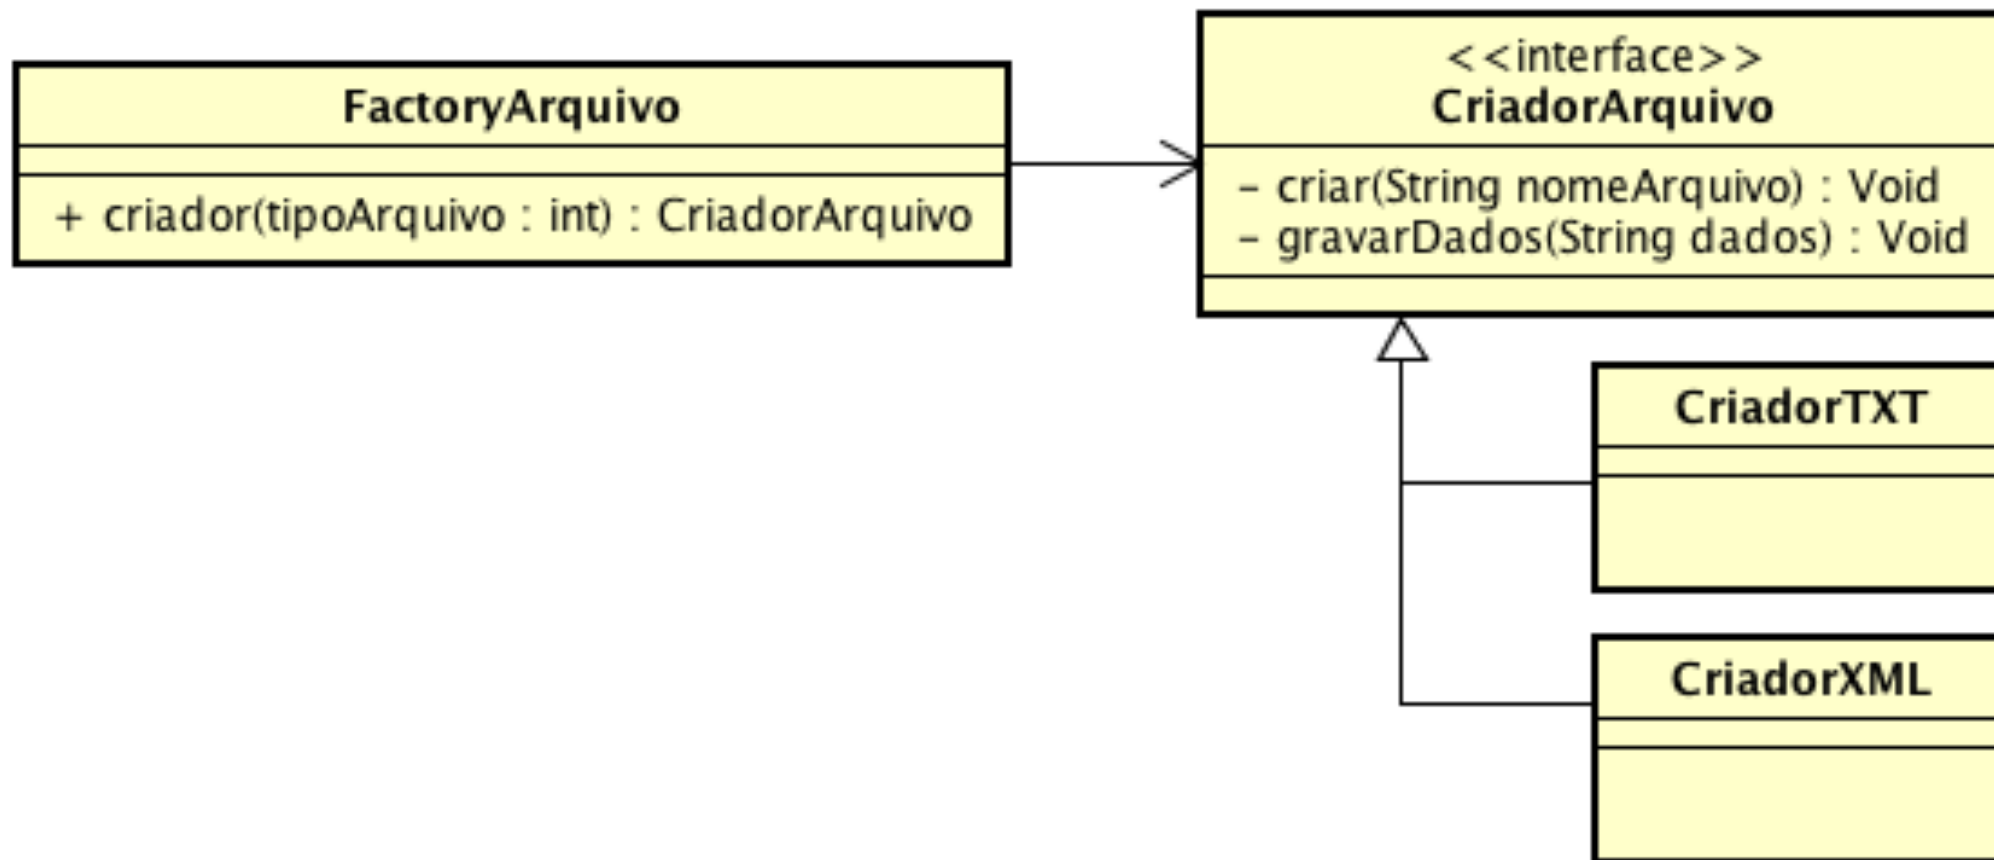 FactoryArquivo
+ criador(tipoArquivo : int) : CriadorArquivo
<<interface>>
CriadorArquivo
- criar(String nomeArquivo) : Void
- gravarDados(String dados) : Void
CriadorTXT
CriadorXML